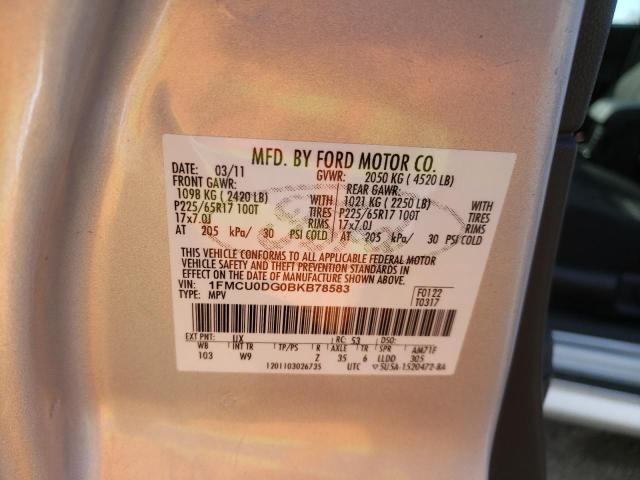 MFD. BY FORD MOTOR CO.
DATE: 03/11 GVWR: 2050 KG ( 4520 LB)
FRONT GAWR: REAR GAWR:
1098 KG ( 2420 LB) WITH 1021 KG ( 2250 LB) WITH
P225/65R17 100T TIRES P225/65R17 100T TIRES
17x7.0J RIMS 17x7.0J RIMS
AT 205 kPa/ 30 PSI COLD AT 205 kPa/ 30 PSI COLD
THIS VEHICLE CONFORMS TO ALL APPLICABLE FEDERAL MOTOR
VEHICLE SAFETY AND THEFT PREVENTION STANDARDS IN
EFFECT ON THE DATE OF MANUFACTURE SHOWN ABOVE.
VIN: 1FMCU0DG0BKB78583 F0122
TYPE: MPV T0317
EXT PNT: UX RC: 53 DSO:
WB INT TR TP/PS R AXLE TR SPR AM71F
103 W9 Z 35 6 LLDD 305
1201103026735 UTC 5U5A-1520472-BA